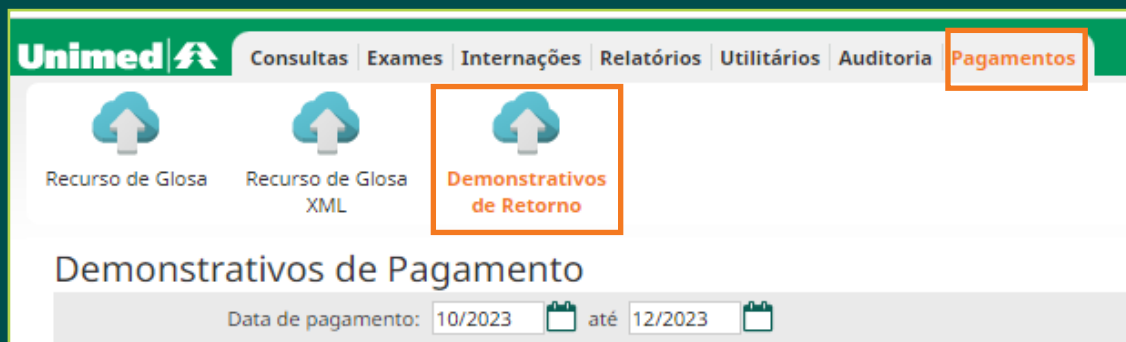 Unimed Consultas Exames Internações Relatórios Utilitários Auditoria Pagamentos
Recurso de Glosa
Recurso de Glosa
XML
Demonstrativos
de Retorno
Demonstrativos de Pagamento
Data de pagamento: 10/2023 até 12/2023